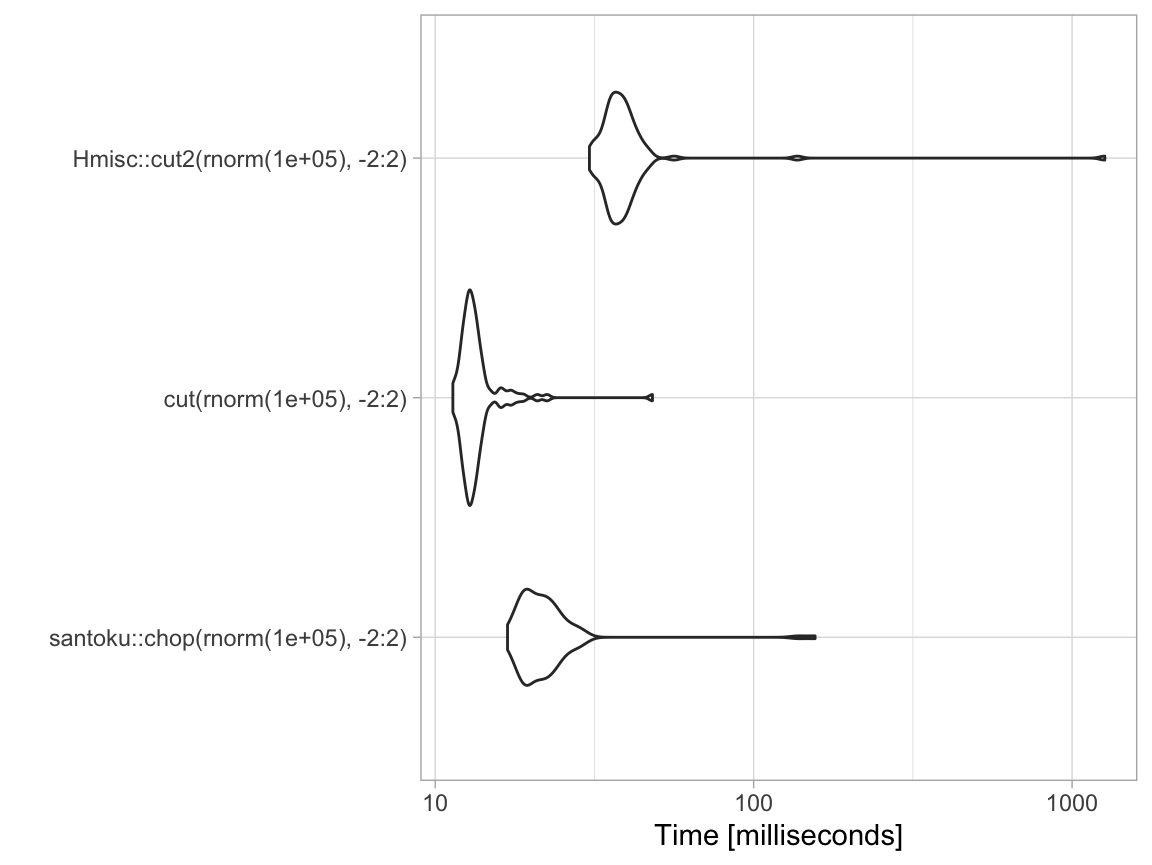 Hmisc::cut2(rnorm(1e+05), -2:2)
cut(rnorm(1e+05), -2:2)
santoku::chop(rnorm(1e+05), -2:2)
10 100 1000
Time [milliseconds]